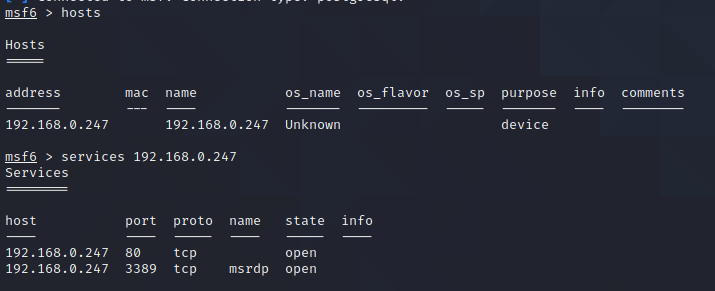 msf6 > hosts
Hosts
=====
address mac name os_name os_flavor os_sp purpose info comments
------- --- ---- ------- --------- ----- ------- ---- --------
192.168.0.247 192.168.0.247 Unknown device
msf6 > services 192.168.0.247
Services
========
host port proto name state info
---- ---- ----- ---- ----- ----
192.168.0.247 80 tcp open
192.168.0.247 3389 tcp msrdp open